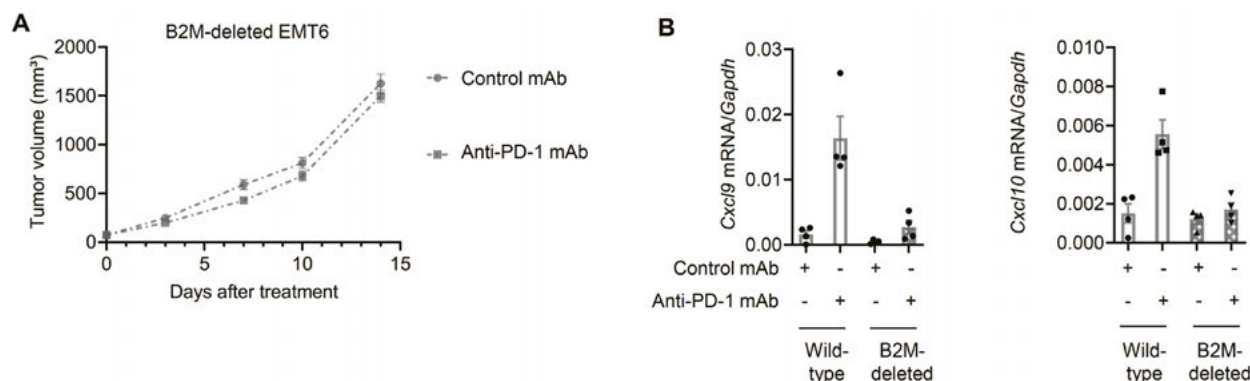 A
B2M-deleted EMT6
Tumor volume (mm³)
2000
1500
1000
500
0
0 5 10 15
Days after treatment
Control mAb
Anti-PD-1 mAb
B
Cxcl9 mRNA/Gapdh
0.03
0.02
0.01
0.00
Control mAb + - + -
Anti-PD-1 mAb - + - +
Wild-
type
B2M-
deleted
Cxcl10 mRNA/Gapdh
0.010
0.008
0.006
0.004
0.002
0.000
+ - + -
- + - +
Wild-
type
B2M-
deleted